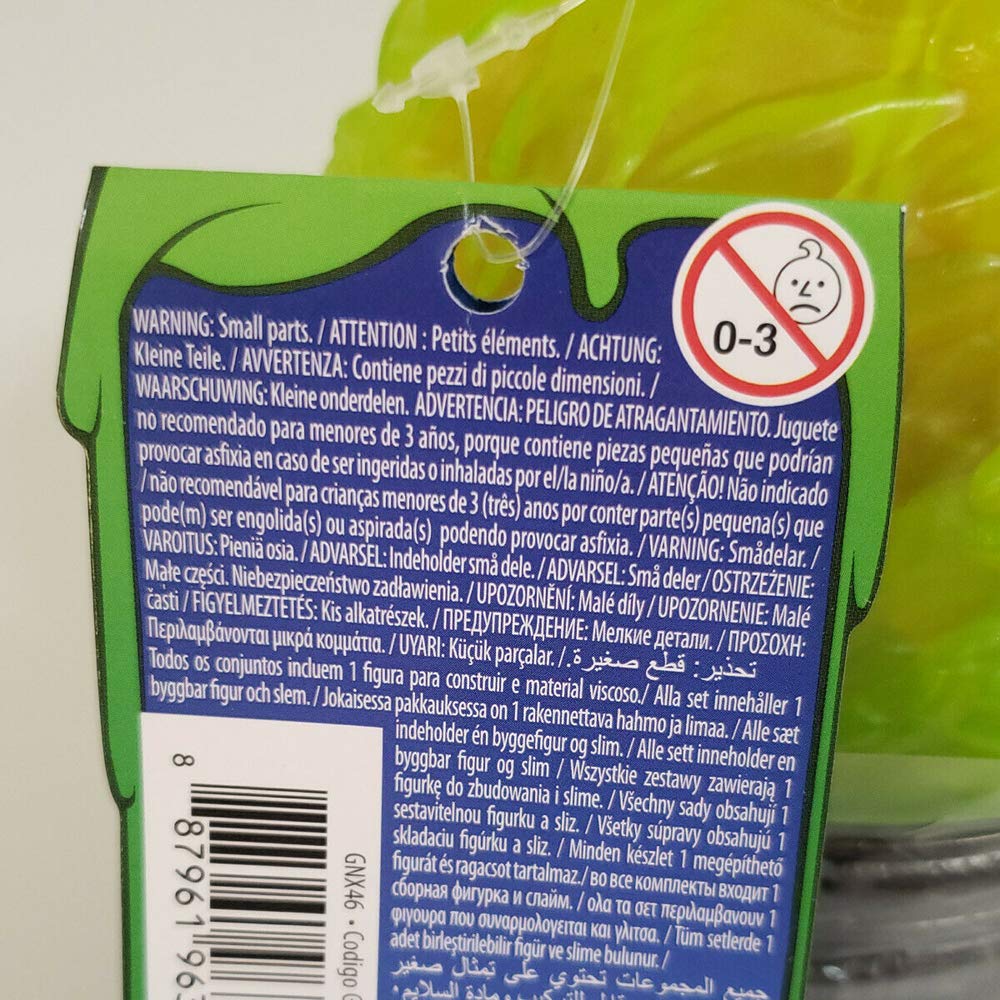 0-3
WARNING: Small parts. / ATTENTION : Petits éléments. / ACHTUNG:
Kleine Teile. / AVVERTENZA: Contiene pezzi di piccole dimensioni. /
WAARSCHUWING: Kleine onderdelen. ADVERTENCIA: PELIGRO DE ATRAGANTAMIENTO. Juguete
no recomendado para menores de 3 años, porque contiene piezas pequeñas que podrían
provocar asfixia en caso de ser ingeridas o inhaladas por el/la niño/a. / ATENÇÃO! Não indicado
/ não recomendável para crianças menores de 3 (três) anos por conter parte(s) pequena(s) que
pode(m) ser engolida(s) ou aspirada(s) podendo provocar asfixia. / VARNING: Smådelar. /
VAROITUS: Pieniä osia. / ADVARSEL: Indeholder små dele. / ADVARSEL: Små deler / OSTRZEŻENIE:
Małe części. Niebezpieczeństwo zadławienia. / UPOZORNĚNÍ: Malé díly / UPOZORNENIE: Malé
časti / FIGYELMEZTETÉS: Kis alkatrészek. / ПРЕДУПРЕЖДЕНИЕ: Мелкие детали. / ΠΡΟΣΟΧΗ:
Περιλαμβάνονται μικρά κομμάτια. / UYARI: Küçük parçalar. / تحذير: قطع صغيرة.
Todos os conjuntos incluem 1 figura para construir e material viscoso./ Alla set innehåller 1
byggbar figur och slem. / Jokaisessa pakkauksessa on 1 rakennettava hahmo ja limaa. / Alle sæt
indeholder én byggefigur og slim. / Alle sett inneholder en
byggbar figur og slim / Wszystkie zestawy zawierają 1
figurkę do zbudowania i slime. / Všechny sady obsahují 1
sestavitelnou figurku a sliz. / Všetky súpravy obsahujú 1
skladaciu figúrku a sliz. / Minden készlet 1 megépíthető
figurát és ragacsot tartalmaz./ ВО ВСЕ КОМПЛЕКТЫ ВХОДИТ 1
сборная фигурка и слайм. / ολα τα σετ περιλαμβανουν 1
φιγουρα που συναρμολογειται και γλιτσα. / Tüm setlerde 1
adet birleştirilebilir figür ve slime bulunur. /
جميع المجموعات تحتوي على تمثال صغير
قابل للتركيب ومادة السلايم.
8 87961 963
GNX46 • Codigo G